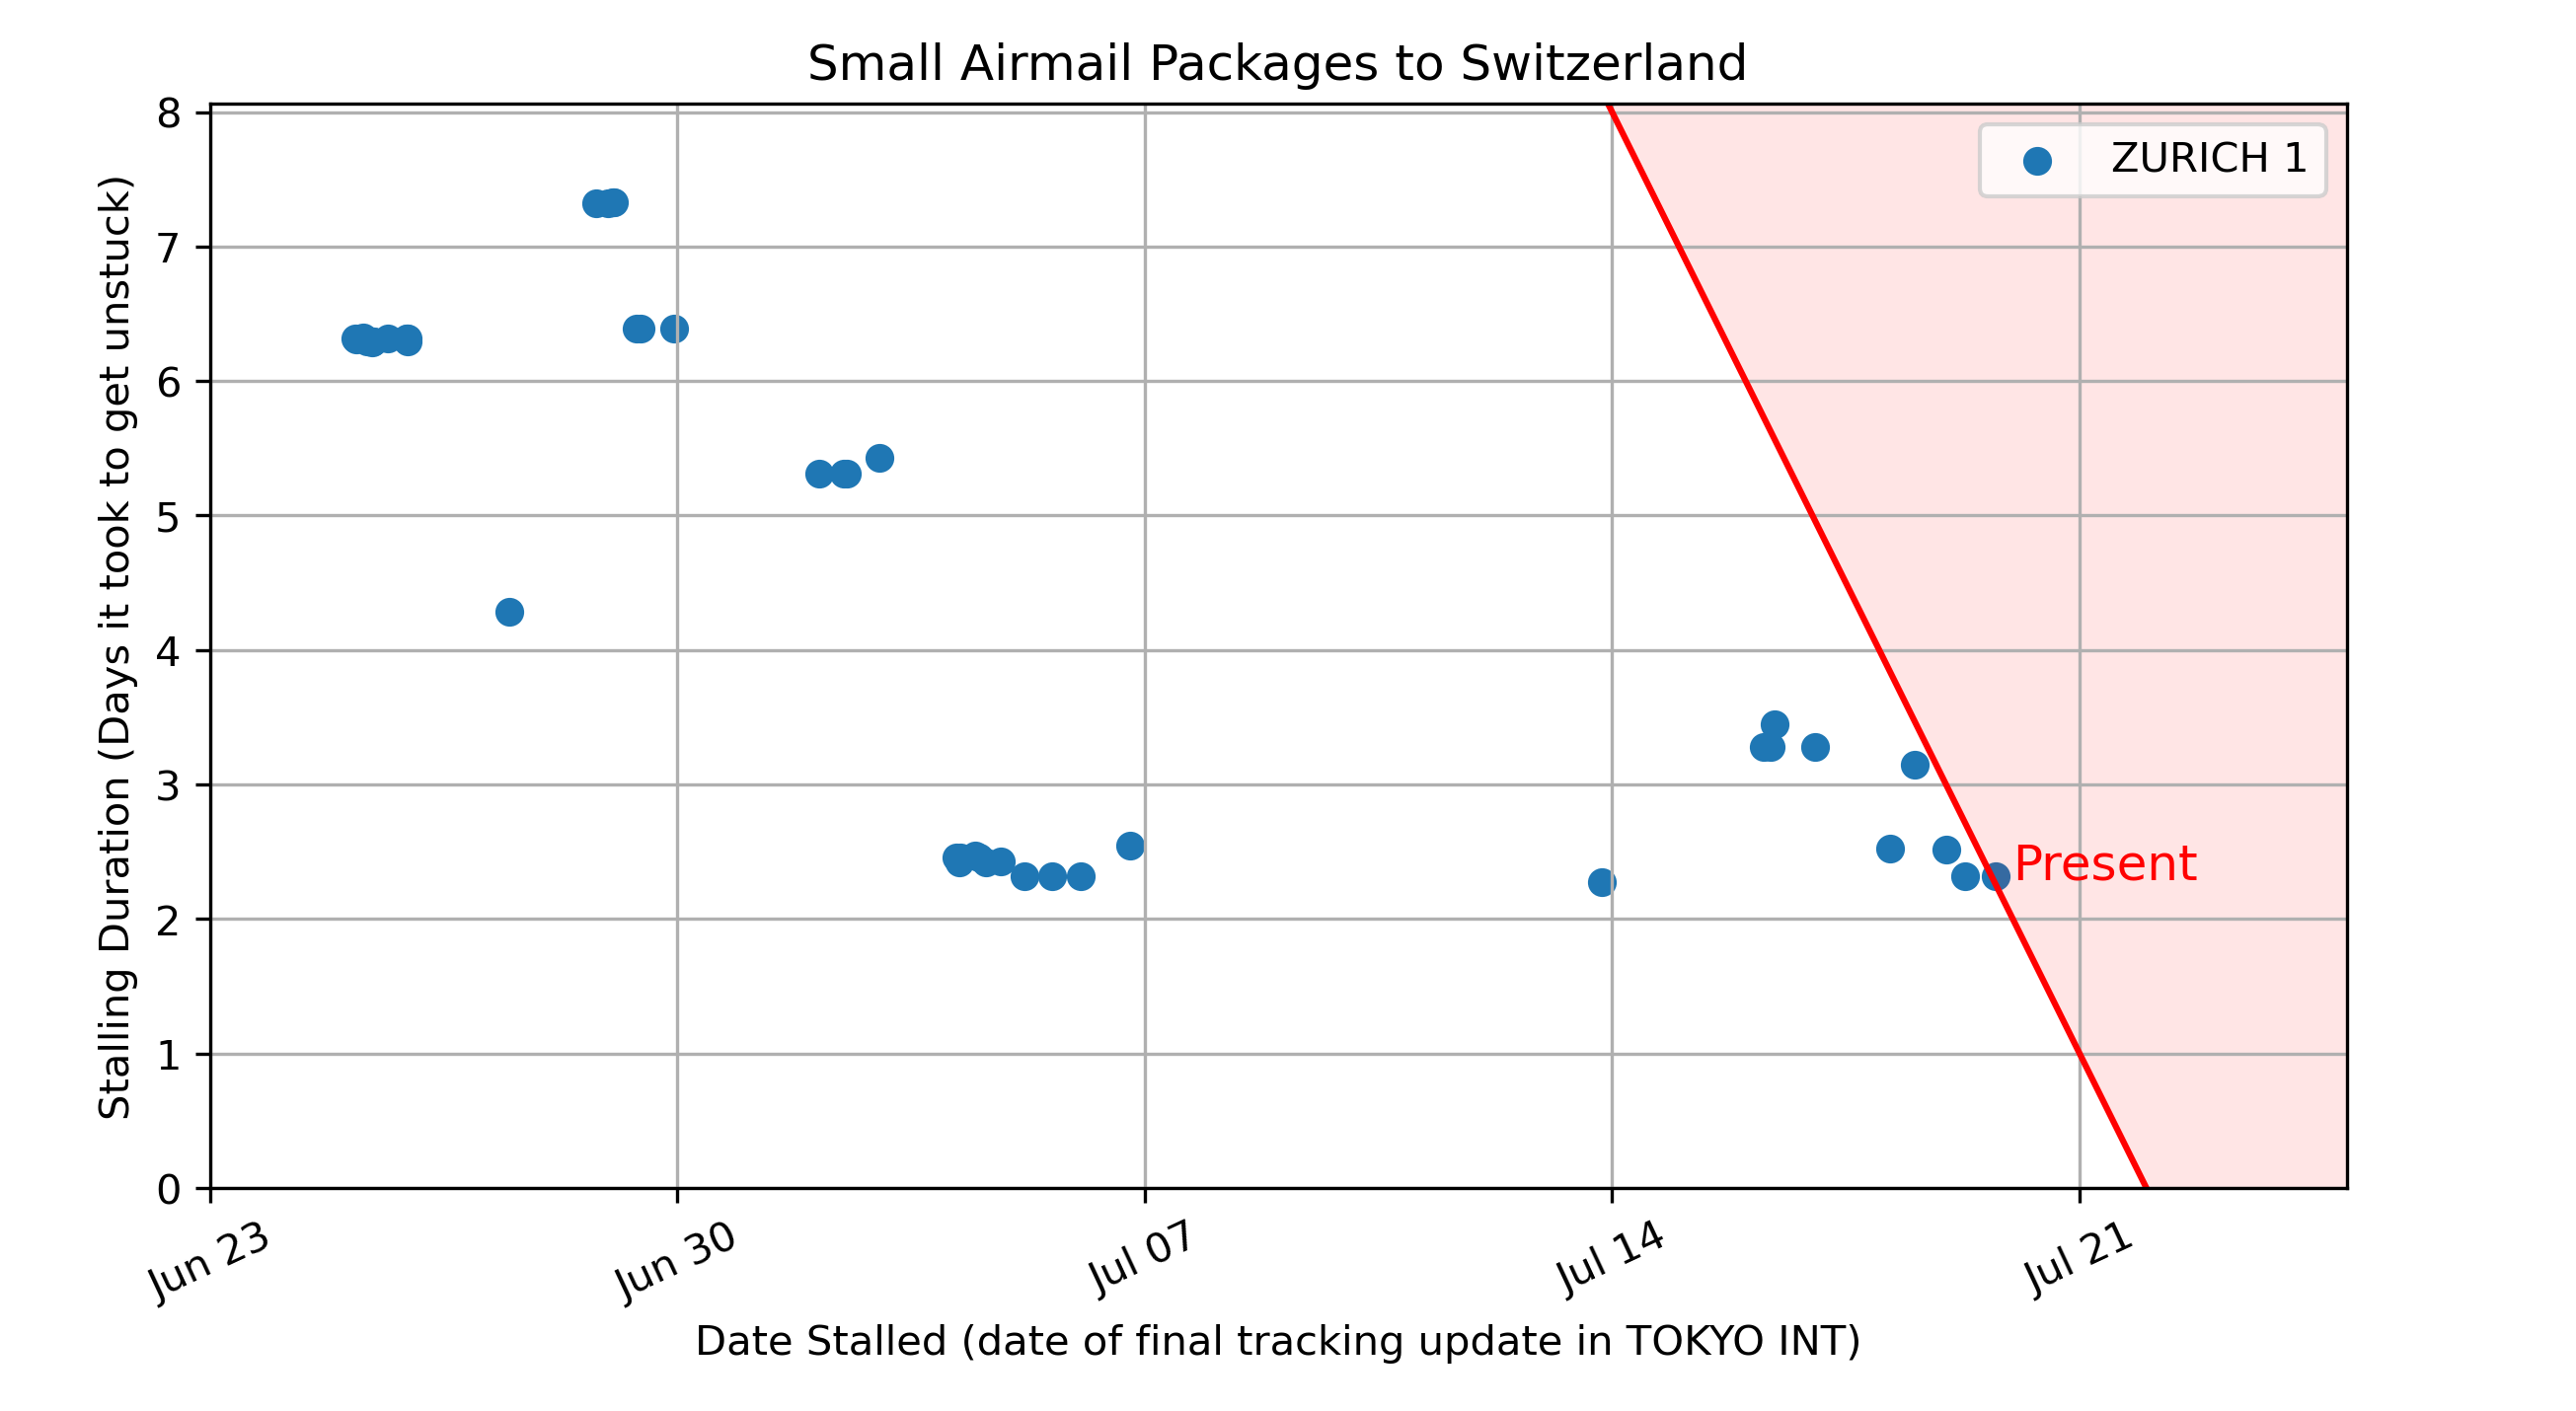 Small Airmail Packages to Switzerland
Stalling Duration (Days it took to get unstuck)
8
7
6
5
4
3
2
1
0
ZURICH 1
Present
Jun 23
Jun 30
Jul 07
Jul 14
Jul 21
Date Stalled (date of final tracking update in TOKYO INT)